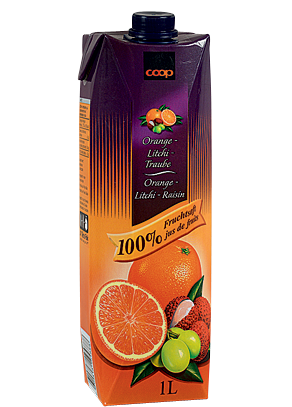 coop
Orange -
Litchi -
Traube
Orange -
Litchi - Raisin
100% Fruchtsaft
jus de fruits
1L